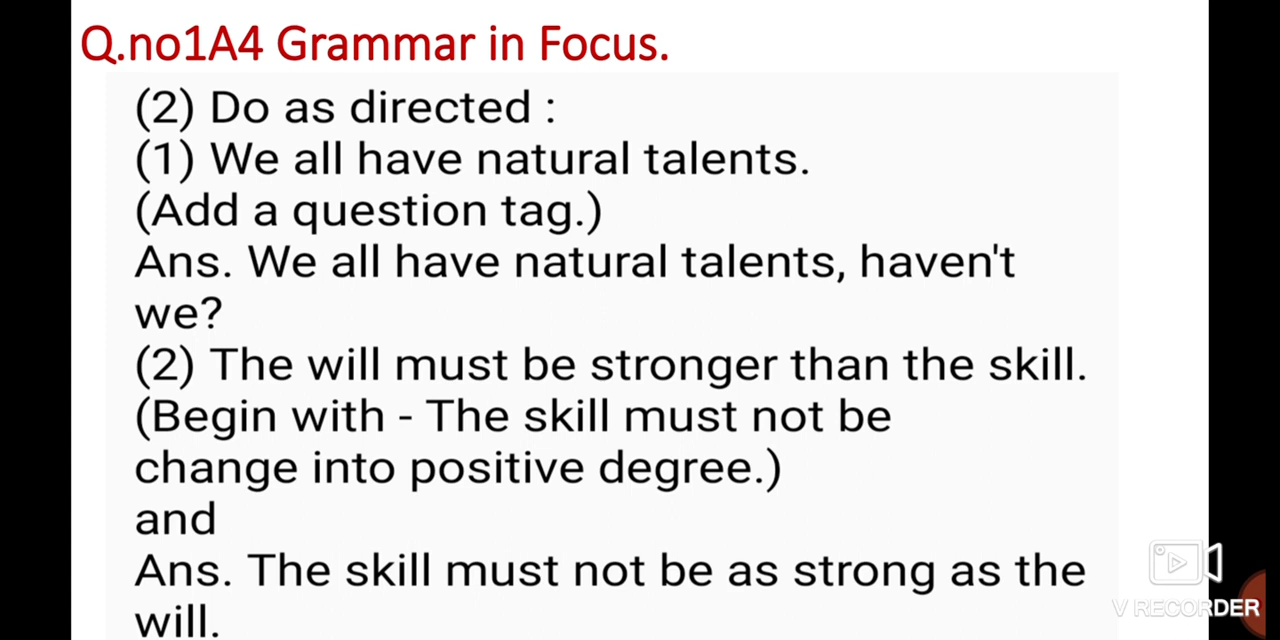 Q.no1A4 Grammar in Focus.
(2) Do as directed :
(1) We all have natural talents.
(Add a question tag.)
Ans. We all have natural talents, haven't
we?
(2) The will must be stronger than the skill.
(Begin with - The skill must not be
change into positive degree.)
and
Ans. The skill must not be as strong as the
will.
V RECORDER